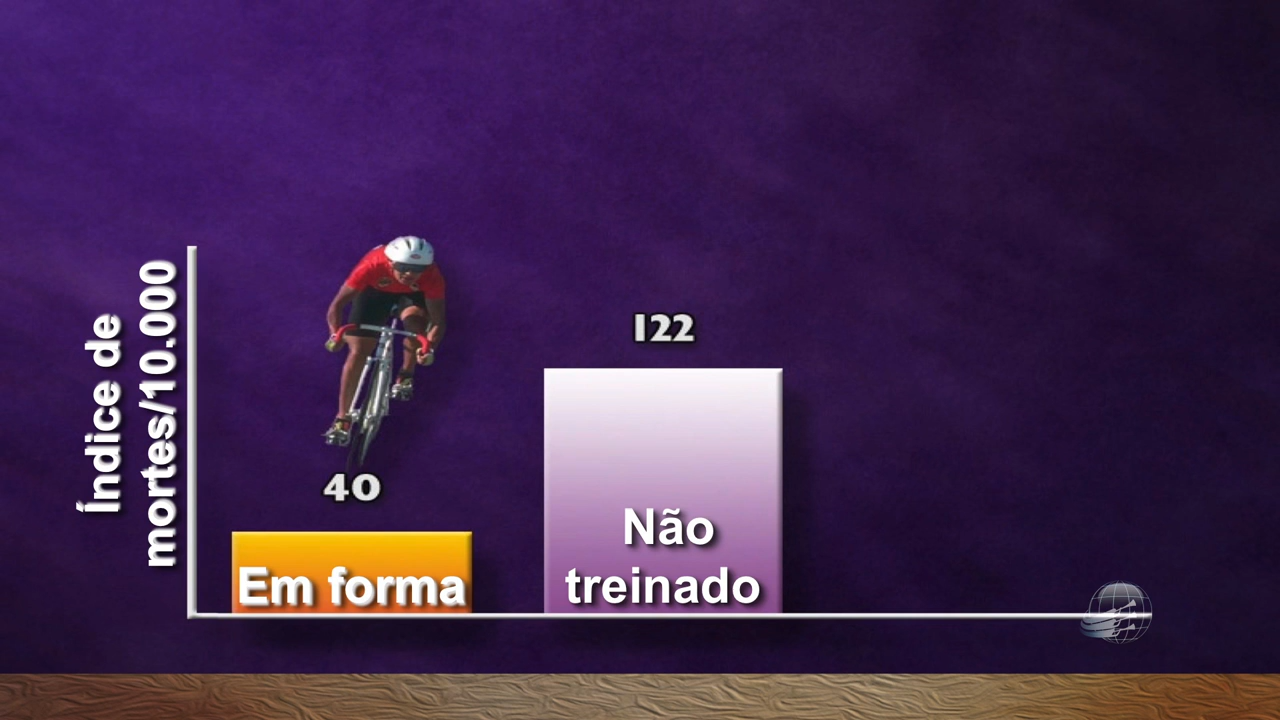 Índice de
mortes/10.000
40
Em forma
122
Não
treinado